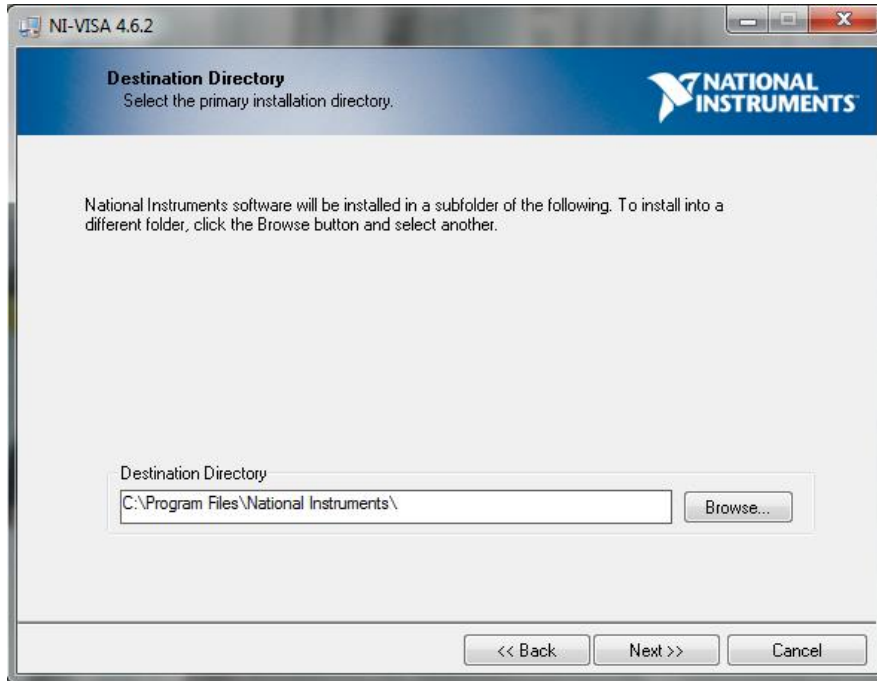 NI-VISA 4.6.2
Destination Directory
Select the primary installation directory.
NATIONAL
INSTRUMENTS
National Instruments software will be installed in a subfolder of the following. To install into a
different folder, click the Browse button and select another.
Destination Directory
C:\Program Files\National Instruments\
Browse...
<< Back
Next >>
Cancel